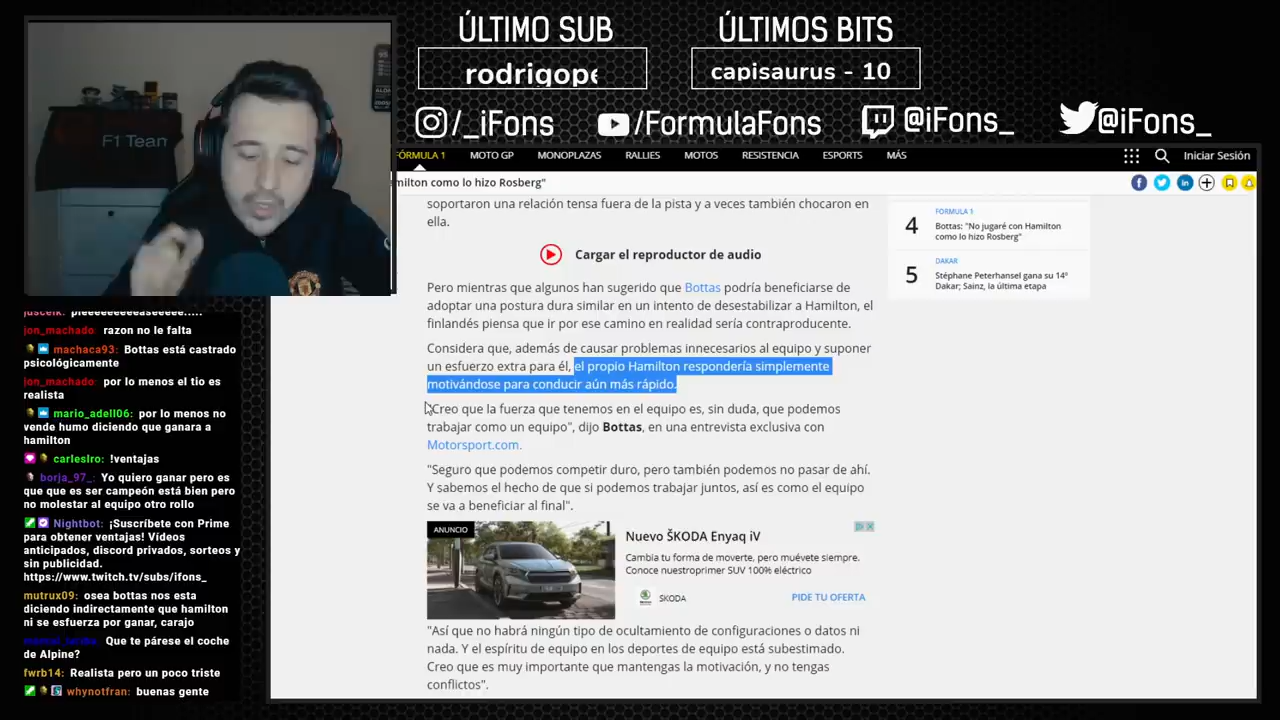 ÚLTIMO SUB
rodrigope
ÚLTIMOS BITS
capisaurus - 10
/_iFons
/FormulaFons
@iFons_
@iFons_
F1 Team
FÓRMULA 1
MOTO GP
MONOPLAZAS
RALLIES
MOTOS
RESISTENCIA
ESPORTS
MÁS
Iniciar Sesión
milton como lo hizo Rosberg"
soportaron una relación tensa fuera de la pista y a veces también chocaron en
ella.
Cargar el reproductor de audio
Pero mientras que algunos han sugerido que Bottas podría beneficiarse de
adoptar una postura dura similar en un intento de desestabilizar a Hamilton, el
finlandés piensa que ir por ese camino en realidad sería contraproducente.
Considera que, además de causar problemas innecesarios al equipo y suponer
un esfuerzo extra para él, el propio Hamilton respondería simplemente
motivándose para conducir aún más rápido.
"Creo que la fuerza que tenemos en el equipo es, sin duda, que podemos
trabajar como un equipo", dijo Bottas, en una entrevista exclusiva con
Motorsport.com.
"Seguro que podemos competir duro, pero también podemos no pasar de ahí.
Y sabemos el hecho de que si podemos trabajar juntos, así es como el equipo
se va a beneficiar al final".
ANUNCIO
Nuevo ŠKODA Enyaq iV
Cambia tu forma de moverte, pero muévete siempre.
Conoce nuestroprimer SUV 100% eléctrico
ŠKODA
PIDE TU OFERTA
"Así que no habrá ningún tipo de ocultamiento de configuraciones o datos ni
nada. Y el espíritu de equipo en los deportes de equipo está subestimado.
Creo que es muy importante que mantengas la motivación, y no tengas
conflictos".
4
FORMULA 1
Bottas: "No jugaré con Hamilton
como lo hizo Rosberg"
5
DAKAR
Stéphane Peterhansel gana su 14º
Dakar; Sainz, la última etapa
jon_machado: razon no le falta
machaca93: Bottas está castrado
psicológicamente
jon_machado: por lo menos el tio es
realista
mario_adell06: por lo menos no
vende humo diciendo que ganara a
hamilton
carleslro: !ventajas
borja_97_: Yo quiero ganar pero es
que que es ser campeón está bien pero
no molestar al equipo otro rollo
Nightbot: ¡Suscríbete con Prime
para obtener ventajas! Vídeos
anticipados, discord privados, sorteos y
sin publicidad.
https://www.twitch.tv/subs/ifons_
mutrux09: osea bottas nos esta
diciendo indirectamente que hamilton
ni se esfuerza por ganar, carajo
Que te párese el coche
de Alpine?
fwrb14: Realista pero un poco triste
whynotfran: buenas gente